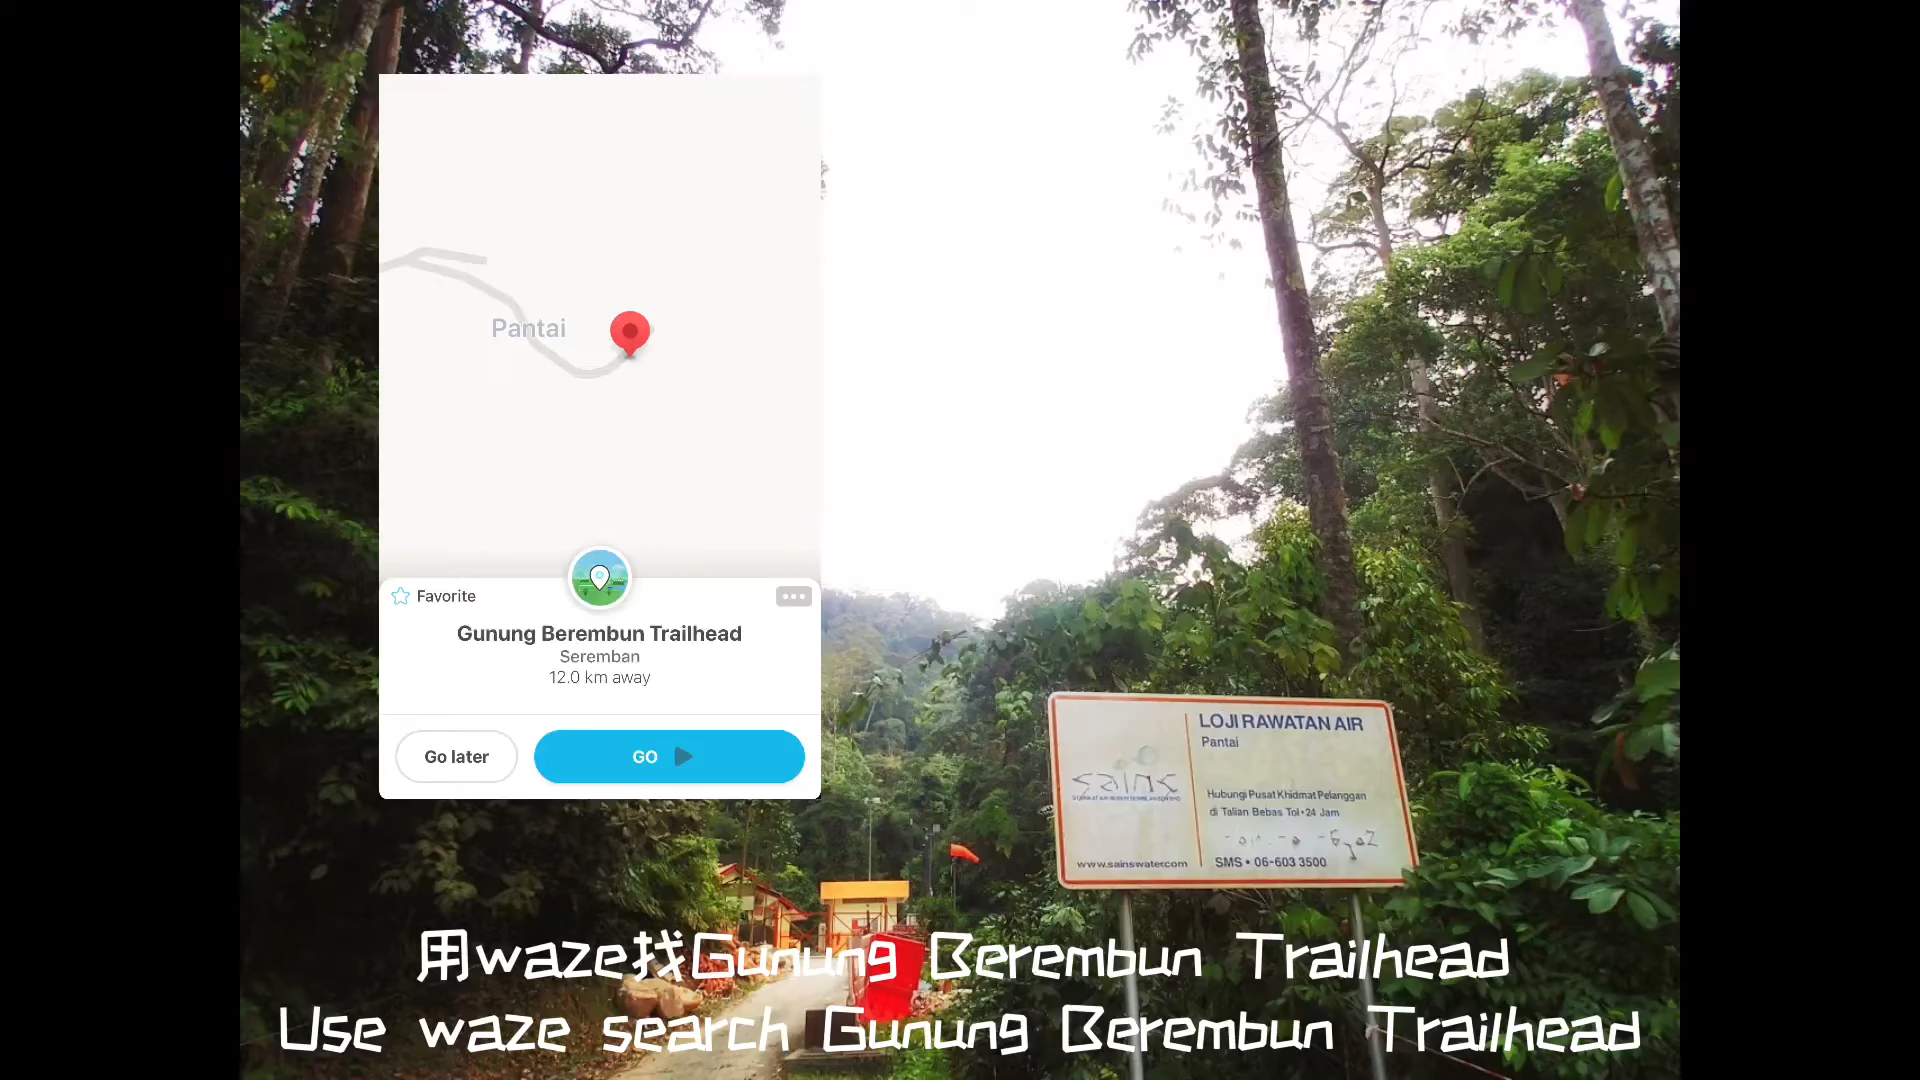 Pantai
Favorite
Gunung Berembun Trailhead
Seremban
12.0 km away
Go later
GO
LOJI RAWATAN AIR
Pantai
sains
Hubungi Pusat Khidmat Pelanggan
di Talian Bebas Tol • 24 Jam
www.sainswater.com
SMS • 06-603 3500
用waze找Gunung Berembun Trailhead
Use waze search Gunung Berembun Trailhead